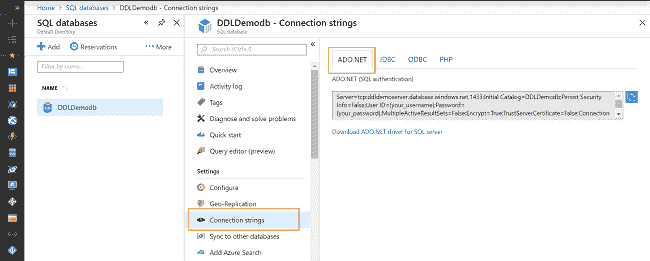 Home > SQL databases > DDLDemodb - Connection strings
SQL databases
Default Directory
Add
Reservations
More
Filter by name...
NAME
DDLDemodb
DDLDemodb - Connection strings
SQL database
Search (Ctrl+/)
Overview
Activity log
Tags
Diagnose and solve problems
Quick start
Query editor (preview)
Settings
Configure
Geo-Replication
Connection strings
Sync to other databases
Add Azure Search
ADO.NET JDBC ODBC PHP
ADO.NET (SQL authentication)
Server=tcp:ddldemoserver.database.windows.net,1433;Initial Catalog=DDLDemodb;Persist Security
Info=False;User ID={your_username};Password=
{your_password};MultipleActiveResultSets=False;Encrypt=True;TrustServerCertificate=False;Connection
Download ADO.NET driver for SQL server